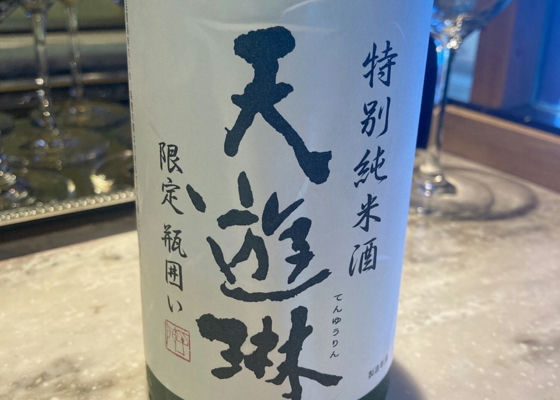 特別純米酒
天遊琳
てんゆうりん
限定瓶囲い